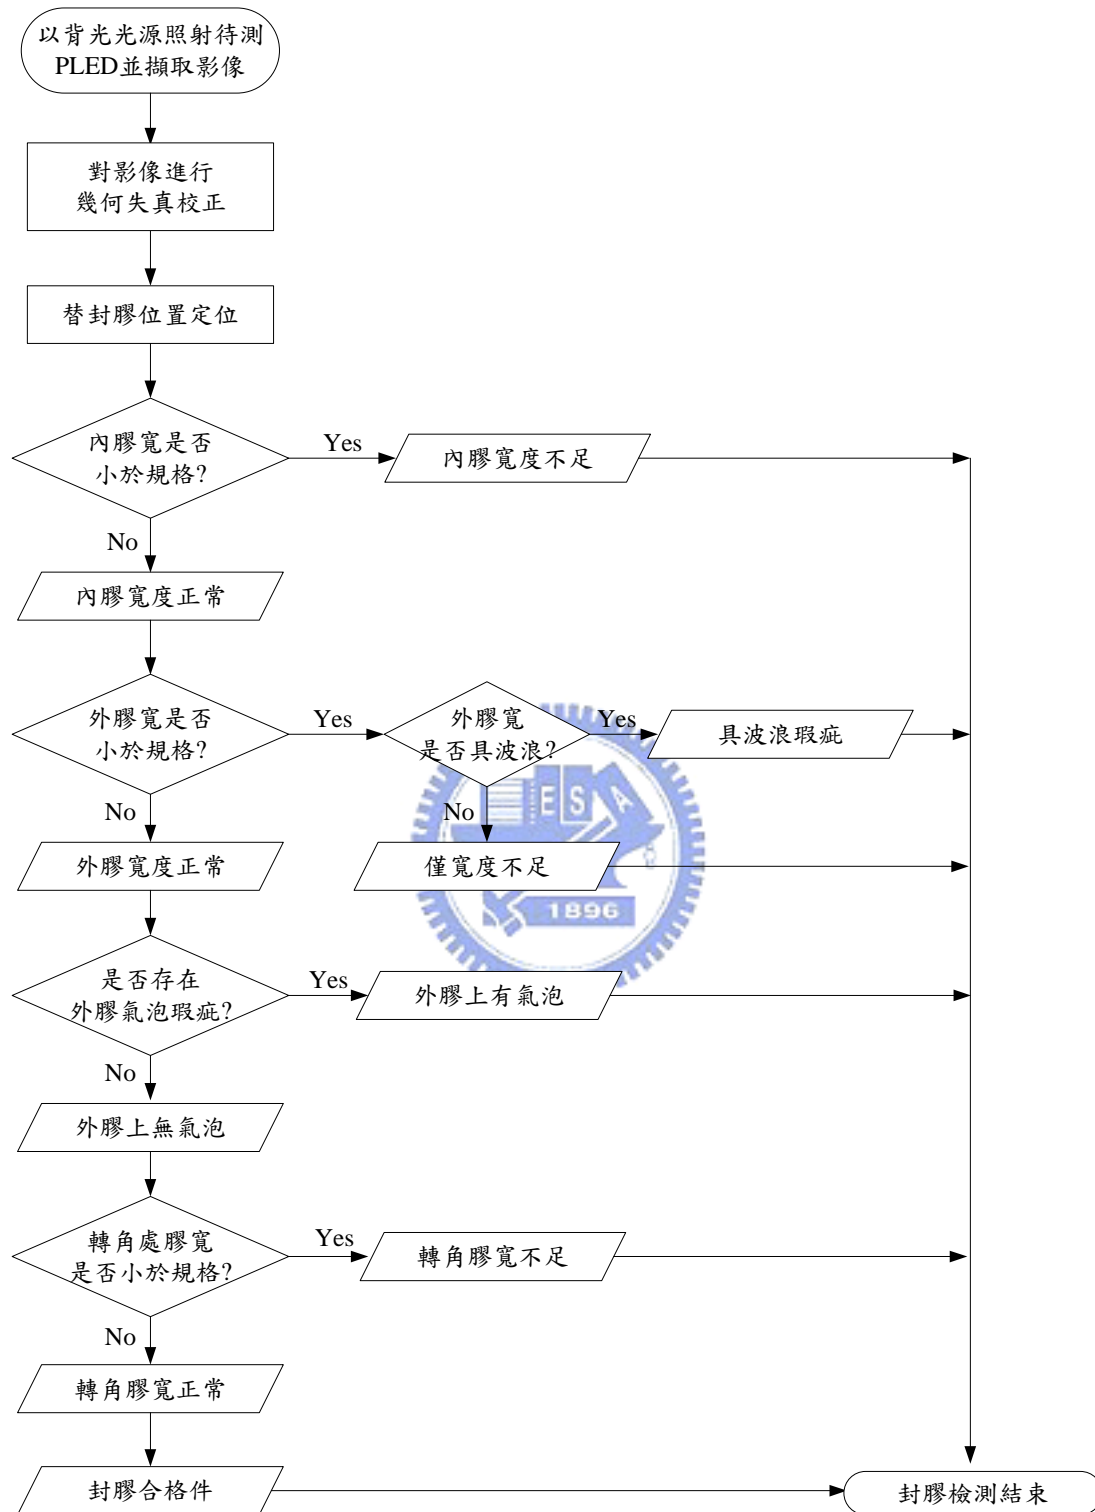 以背光光源照射待測
PLED並擷取影像
對影像進行
幾何失真校正
替封膠位置定位
內膠寬是否
小於規格?
Yes
內膠寬度不足
No
內膠寬度正常
外膠寬是否
小於規格?
Yes
外膠寬
是否具波浪?
Yes
具波浪瑕疵
No
No
外膠寬度正常
僅寬度不足
E S A
1896
是否存在
外膠氣泡瑕疵?
Yes
外膠上有氣泡
No
外膠上無氣泡
轉角處膠寬
是否小於規格?
Yes
轉角膠寬不足
No
轉角膠寬正常
封膠合格件
封膠檢測結束